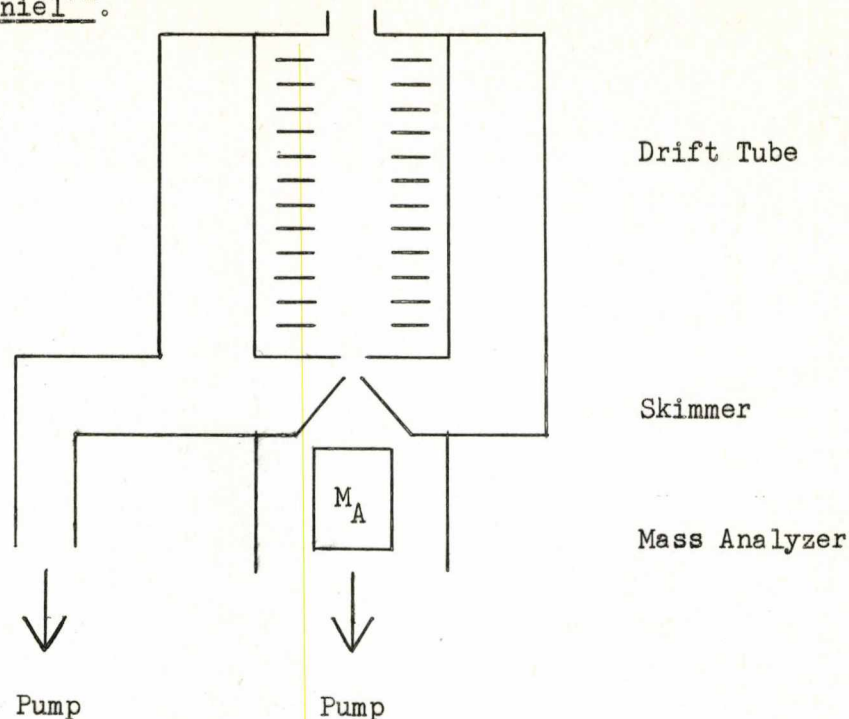 niel .
Drift Tube
Skimmer
M_A
Mass Analyzer
Pump Pump